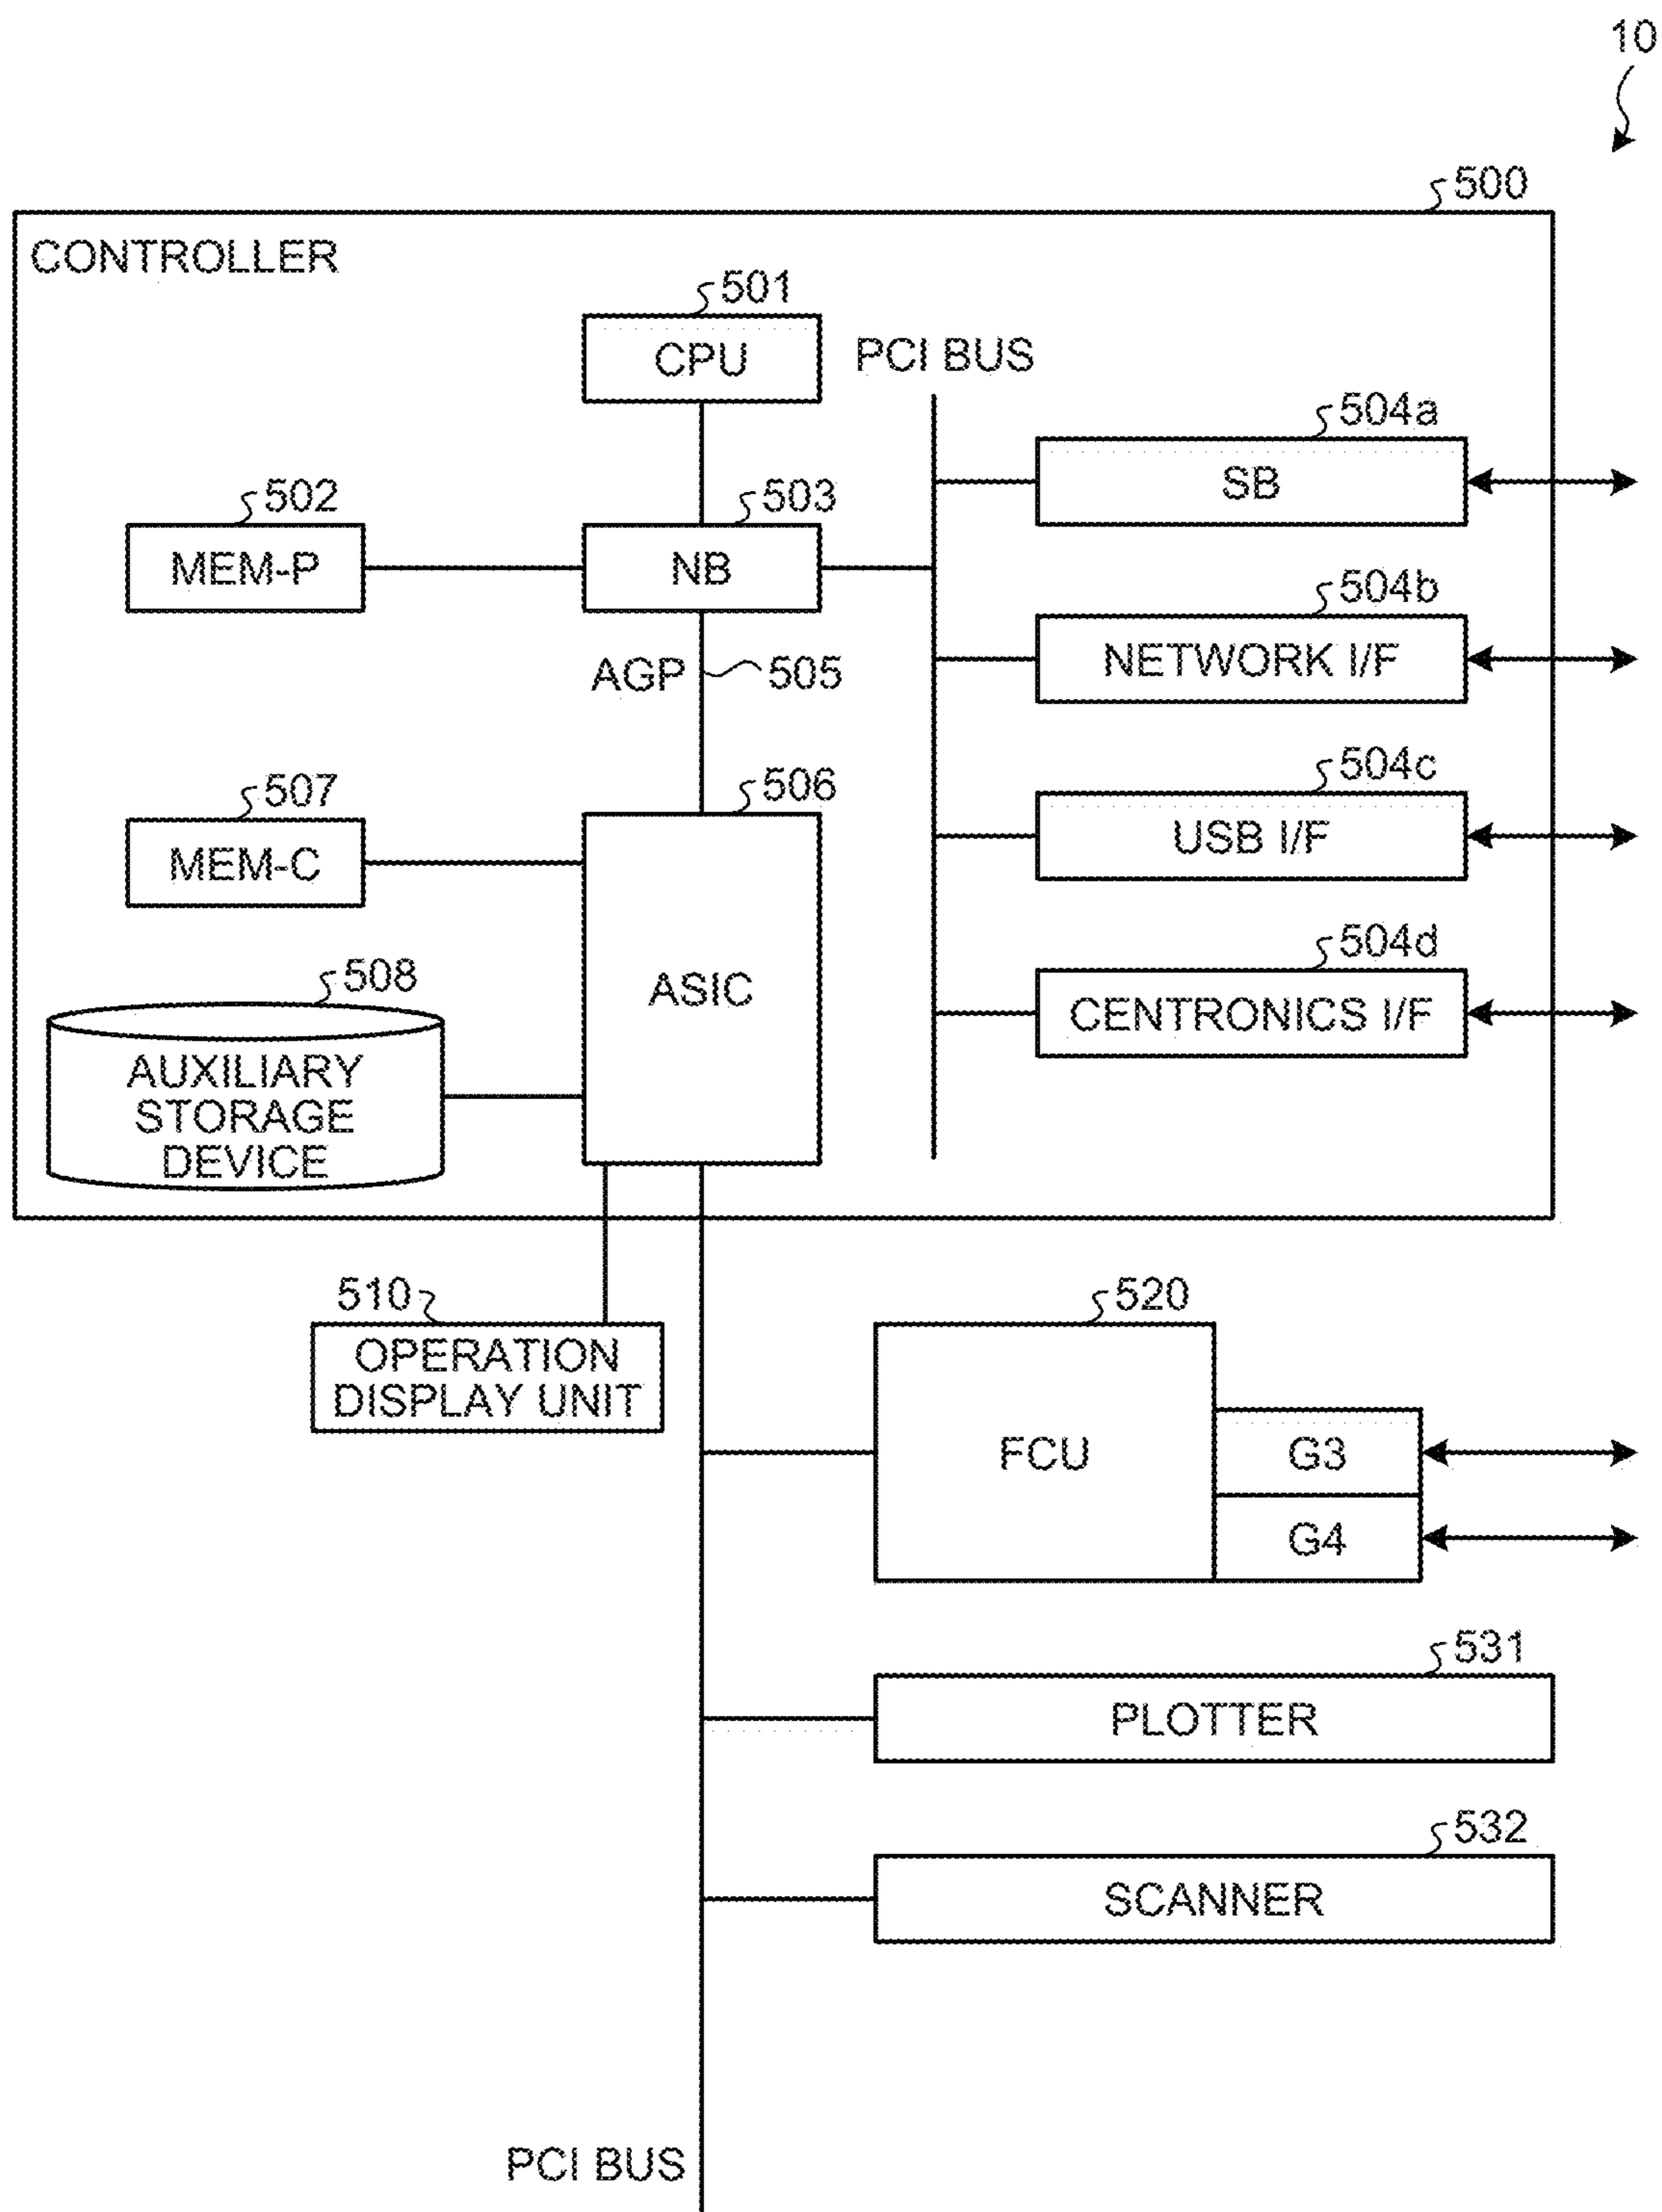 10
500
CONTROLLER
501
CPU
PCI BUS
504a
SB
502
MEM-P
503
NB
504b
NETWORK I/F
AGP
505
504c
USB I/F
507
MEM-C
506
ASIC
504d
CENTRONICS I/F
508
AUXILIARY
STORAGE
DEVICE
510
OPERATION
DISPLAY UNIT
520
FCU
G3
G4
531
PLOTTER
532
SCANNER
PCI BUS